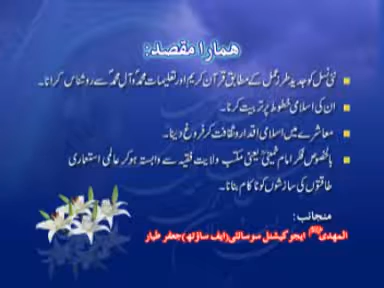 ہمارا مقصد:
نئی نسل کو جدید طرز عمل کے مطابق قرآن کریم اور تعلیمات محمدؐ و آل محمدؑ سے روشناس کرانا۔
ان کی اسلامی خطوط پر تربیت کرنا۔
معاشرے میں اسلامی اقدار و ثقافت کو فروغ دینا۔
بالخصوص فکر امام خمینیؒ یعنی مکتب ولایت فقیہ سے وابستہ ہو کر عالمی استعماری
طاقتوں کی سازشوں کو ناکام بنانا۔
منجانب:
المھدی ایجوکیشنل سوسائٹی (ایف ساؤتھ) جعفر طیار